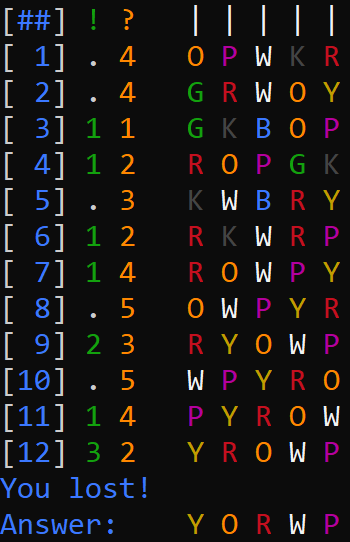 [##] ! ? | | | | |
[ 1] . 4 O P W K R
[ 2] . 4 G R W O Y
[ 3] 1 1 G K B O P
[ 4] 1 2 R O P G K
[ 5] . 3 K W B R Y
[ 6] 1 2 R K W R P
[ 7] 1 4 R O W P Y
[ 8] . 5 O W P Y R
[ 9] 2 3 R Y O W P
[10] . 5 W P Y R O
[11] 1 4 P Y R O W
[12] 3 2 Y R O W P
You lost!
Answer: Y O R W P